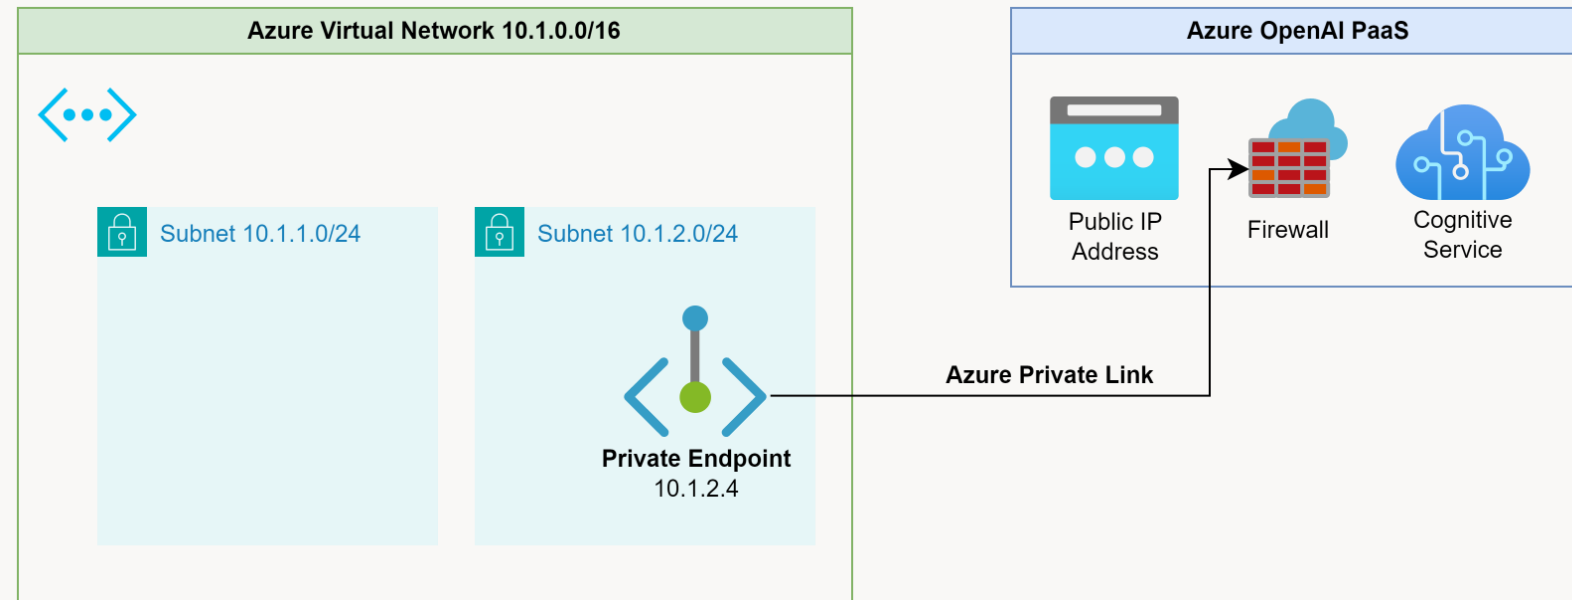 Azure Virtual Network 10.1.0.0/16
Azure OpenAI PaaS
Public IP
Address
Firewall
Cognitive
Service
Subnet 10.1.1.0/24
Subnet 10.1.2.0/24
Azure Private Link
Private Endpoint
10.1.2.4